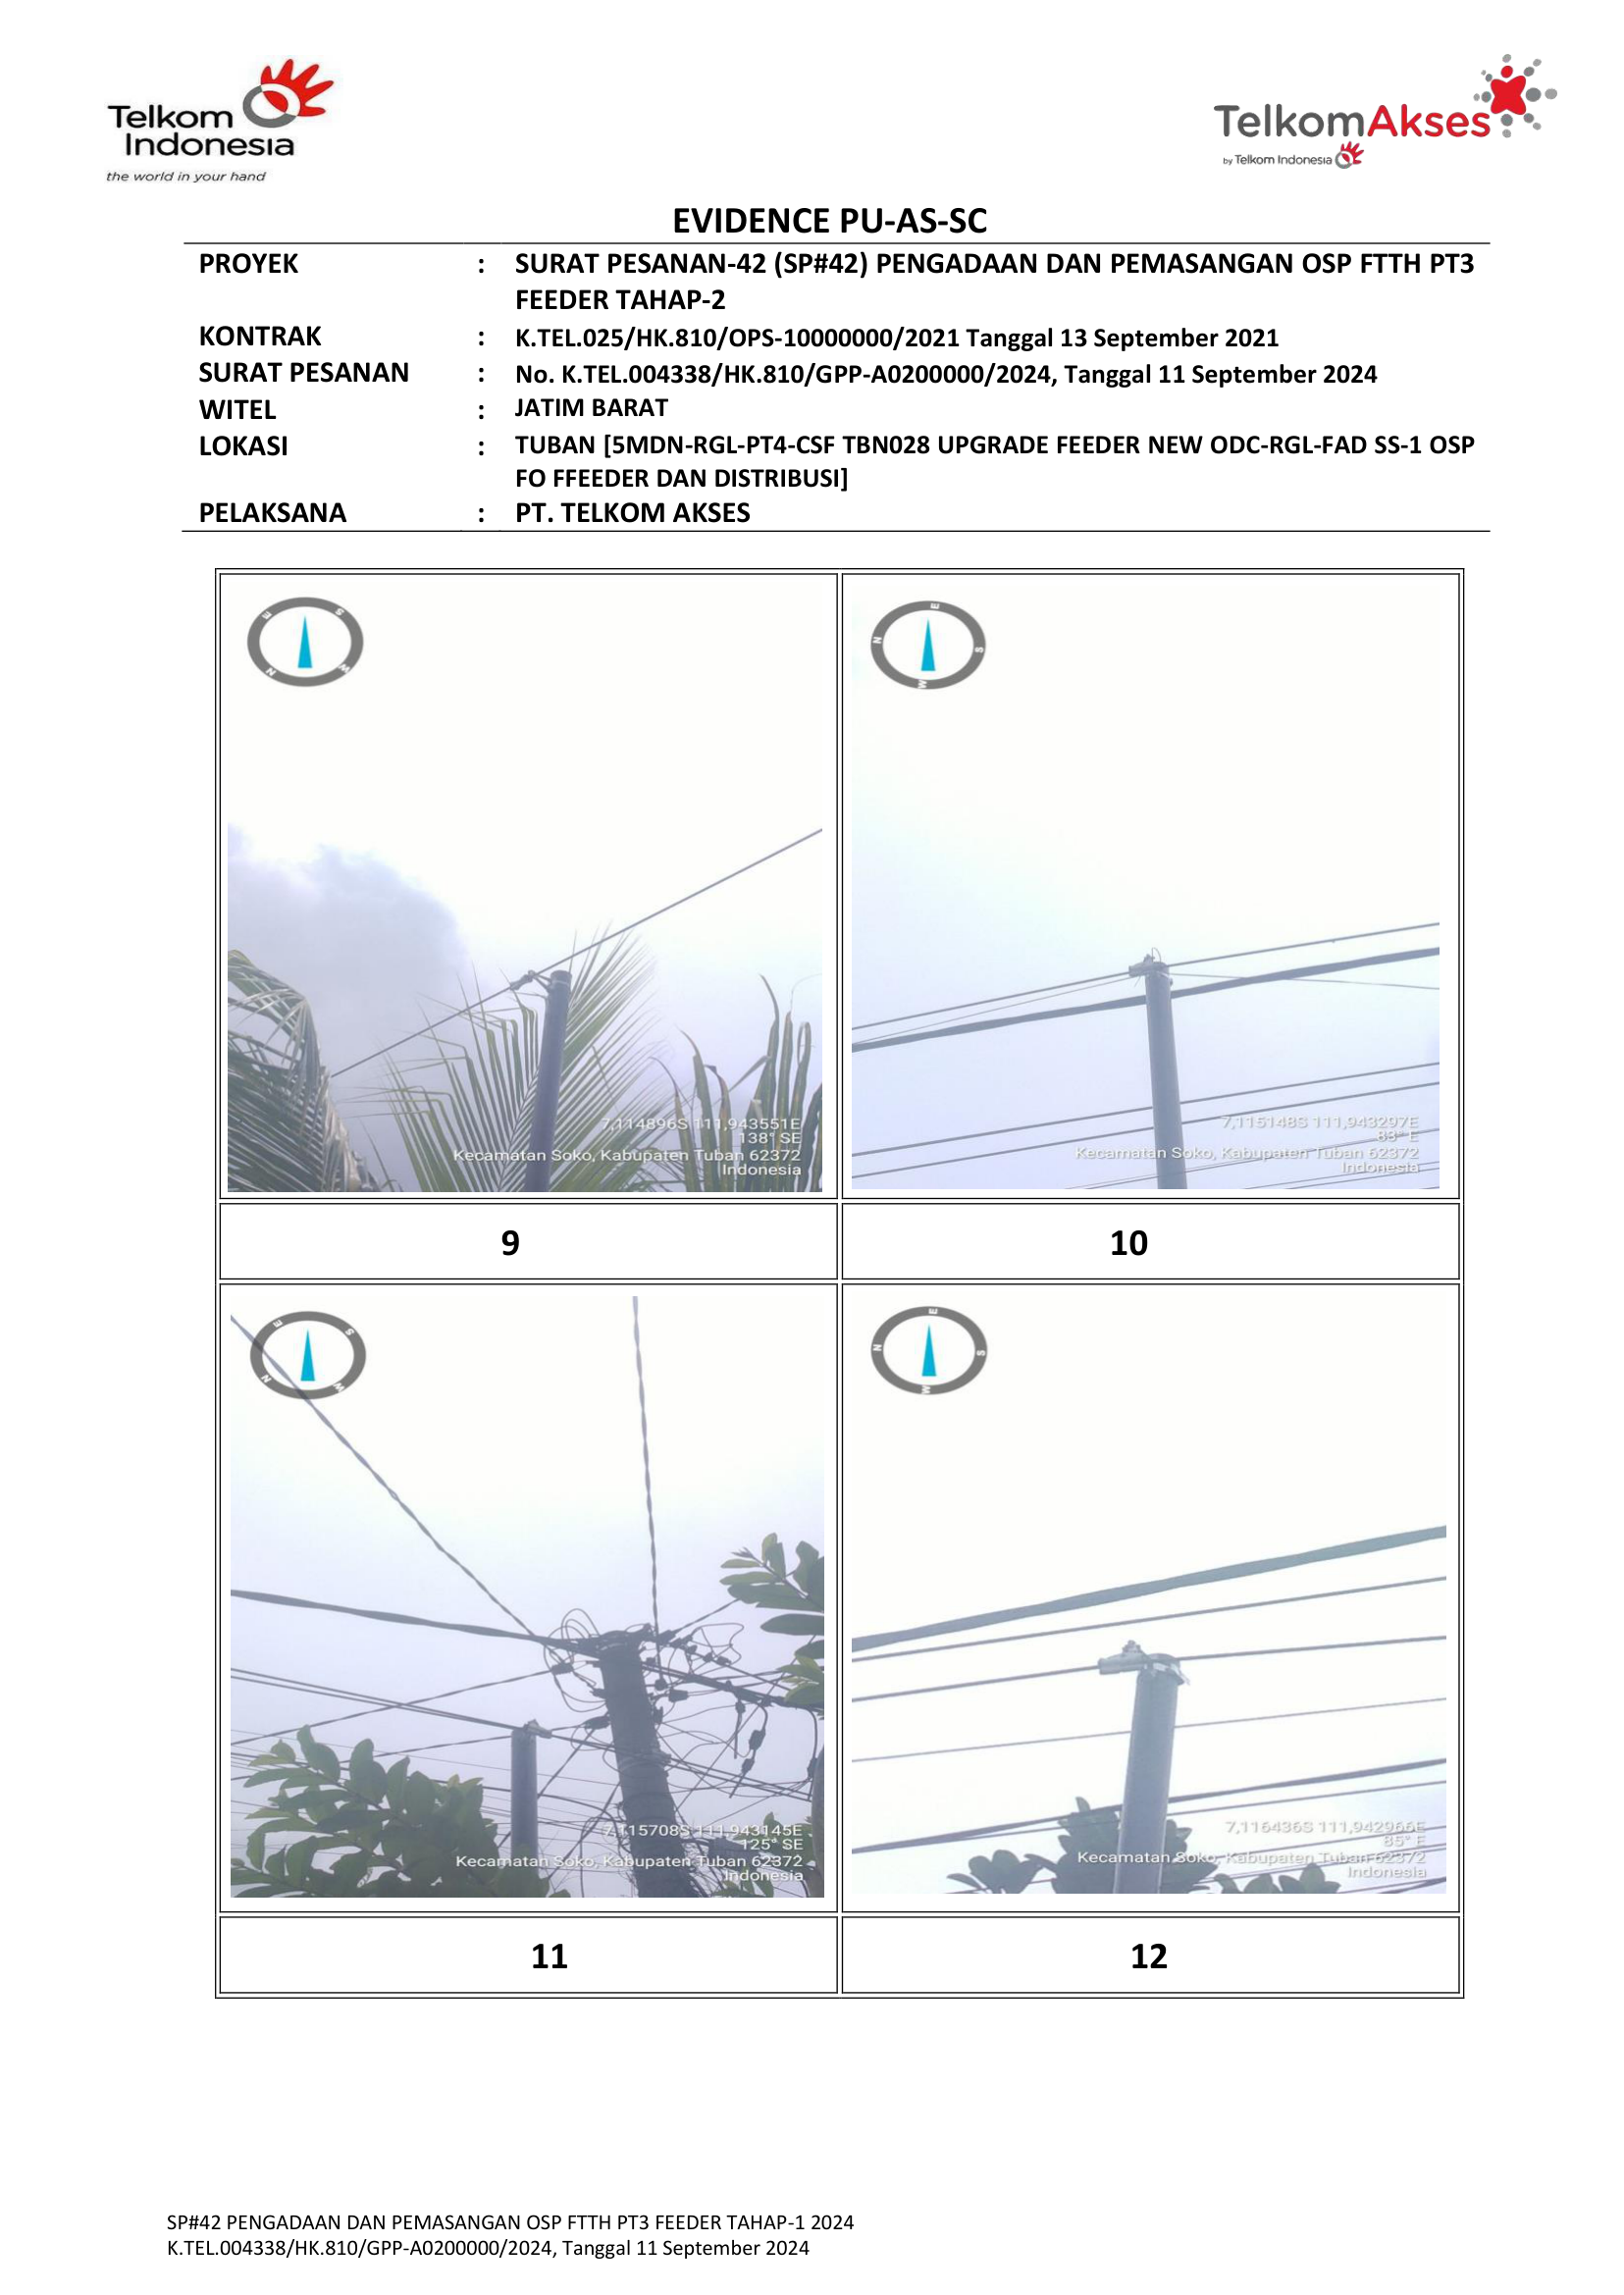 Telkom
Indonesia
the world in your hand
TelkomAkses
by Telkom Indonesia
EVIDENCE PU-AS-SC
PROYEK : SURAT PESANAN-42 (SP#42) PENGADAAN DAN PEMASANGAN OSP FTTH PT3
FEEDER TAHAP-2
KONTRAK : K.TEL.025/HK.810/OPS-10000000/2021 Tanggal 13 September 2021
SURAT PESANAN : No. K.TEL.004338/HK.810/GPP-A0200000/2024, Tanggal 11 September 2024
WITEL : JATIM BARAT
LOKASI : TUBAN [5MDN-RGL-PT4-CSF TBN028 UPGRADE FEEDER NEW ODC-RGL-FAD SS-1 OSP
FO FFEEDER DAN DISTRIBUSI]
PELAKSANA : PT. TELKOM AKSES
E S
N W
7,114896S 111,943551E
138° SE
Kecamatan Soko, Kabupaten Tuban 62372
Indonesia
E
N S
W
7,115148S 111,943297E
83° E
Kecamatan Soko, Kabupaten Tuban 62372
Indonesia
9
10
E S
N W
7,115708S 111,943145E
125° SE
Kecamatan Soko, Kabupaten Tuban 62372
Indonesia
E
N S
W
7,116436S 111,942966E
85° E
Kecamatan Soko, Kabupaten Tuban 62372
Indonesia
11
12
SP#42 PENGADAAN DAN PEMASANGAN OSP FTTH PT3 FEEDER TAHAP-1 2024
K.TEL.004338/HK.810/GPP-A0200000/2024, Tanggal 11 September 2024